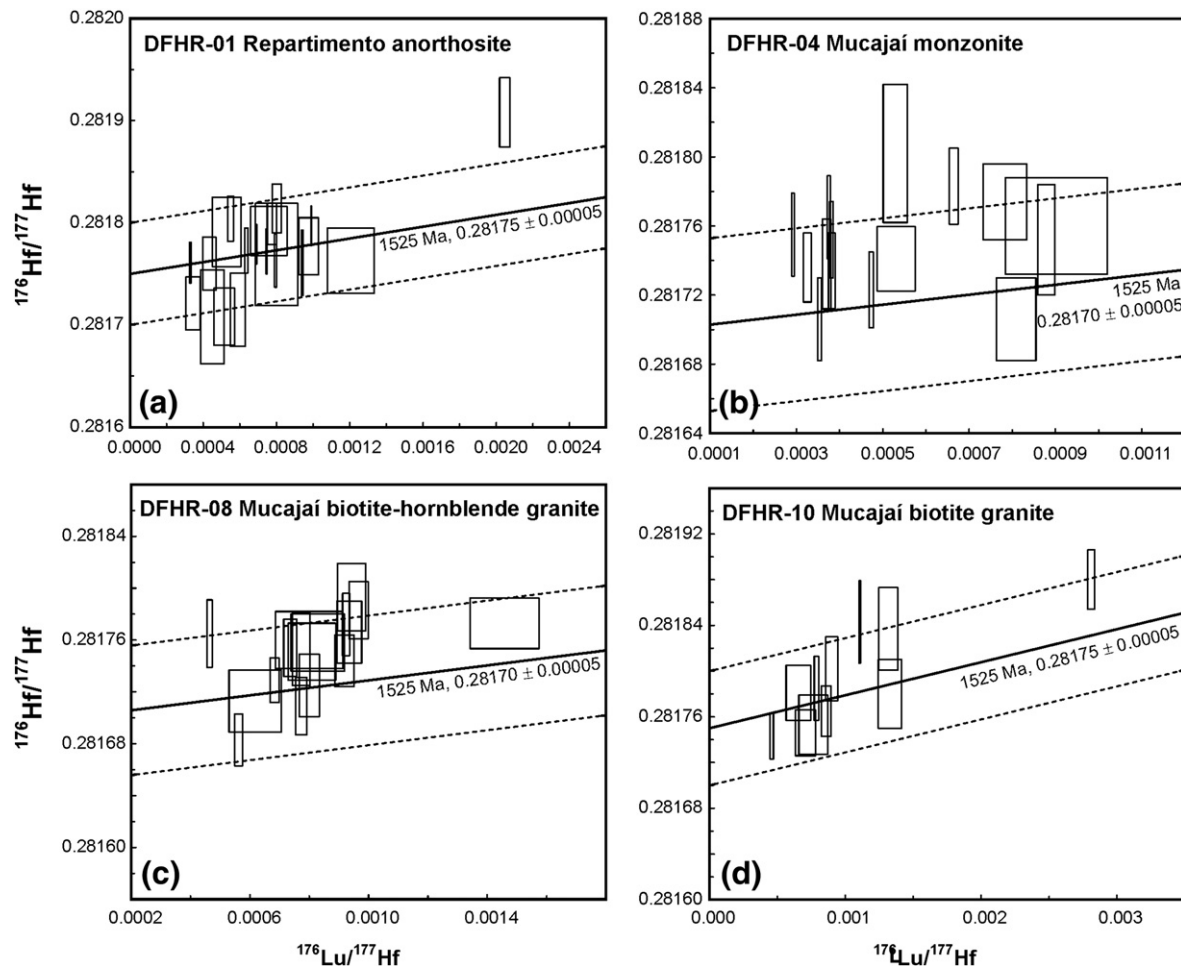 DFHR-01 Repartimento anorthosite
0.2820
0.2819
0.2818
0.2817
0.2816
¹⁷⁶Hf/¹⁷⁷Hf
1525 Ma, 0.28175 ± 0.00005
(a)
0.0000 0.0004 0.0008 0.0012 0.0016 0.0020 0.0024
DFHR-04 Mucajaí monzonite
0.28188
0.28184
0.28180
0.28176
0.28172
0.28168
0.28164
1525 Ma
0.28170 ± 0.00005
(b)
0.0001 0.0003 0.0005 0.0007 0.0009 0.0011
DFHR-08 Mucajaí biotite-hornblende granite
0.28184
0.28176
0.28168
0.28160
¹⁷⁶Hf/¹⁷⁷Hf
1525 Ma, 0.28170 ± 0.00005
(c)
0.0002 0.0006 0.0010 0.0014
¹⁷⁶Lu/¹⁷⁷Hf
DFHR-10 Mucajaí biotite granite
0.28192
0.28184
0.28176
0.28168
0.28160
1525 Ma, 0.28175 ± 0.00005
(d)
0.000 0.001 0.002 0.003
¹⁷⁶Lu/¹⁷⁷Hf